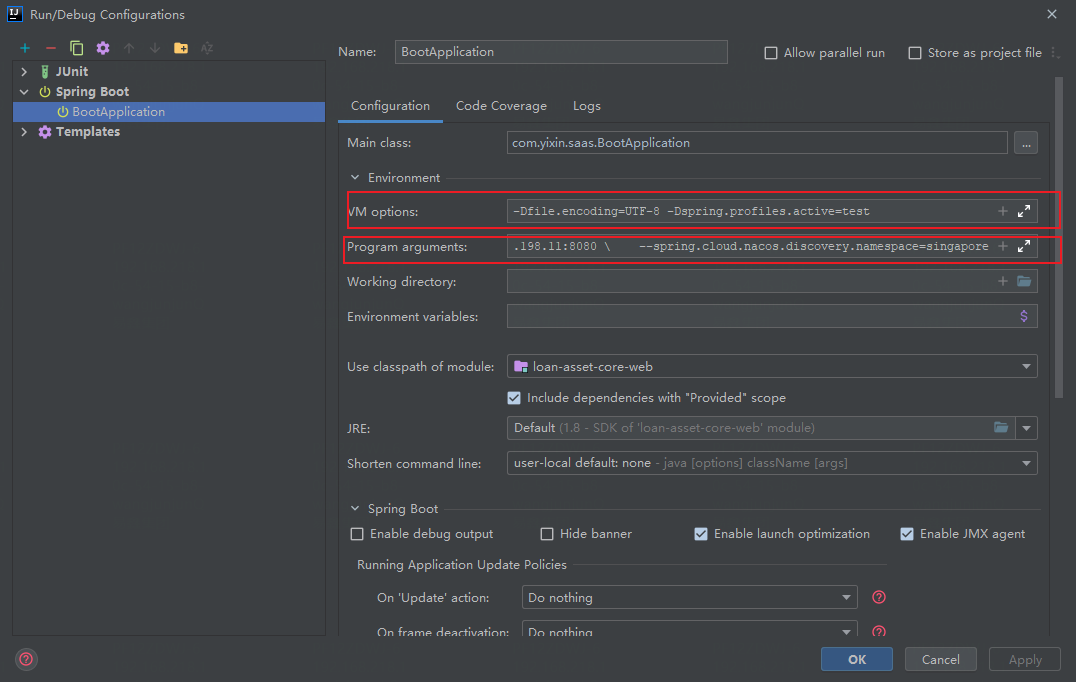 Run/Debug Configurations
Name: BootApplication Allow parallel run Store as project file
JUnit
Spring Boot
BootApplication
Templates
Configuration Code Coverage Logs
Main class: com.yixin.saas.BootApplication ...
Environment
VM options: -Dfile.encoding=UTF-8 -Dspring.profiles.active=test
Program arguments: .198.11:8080 \ --spring.cloud.nacos.discovery.namespace=singapore
Working directory:
Environment variables:
Use classpath of module: loan-asset-core-web
Include dependencies with "Provided" scope
JRE: Default (1.8 - SDK of 'loan-asset-core-web' module)
Shorten command line: user-local default: none - java [options] className [args]
Spring Boot
Enable debug output Hide banner Enable launch optimization Enable JMX agent
Running Application Update Policies
On 'Update' action: Do nothing
On frame deactivation: Do nothing
OK Cancel Apply